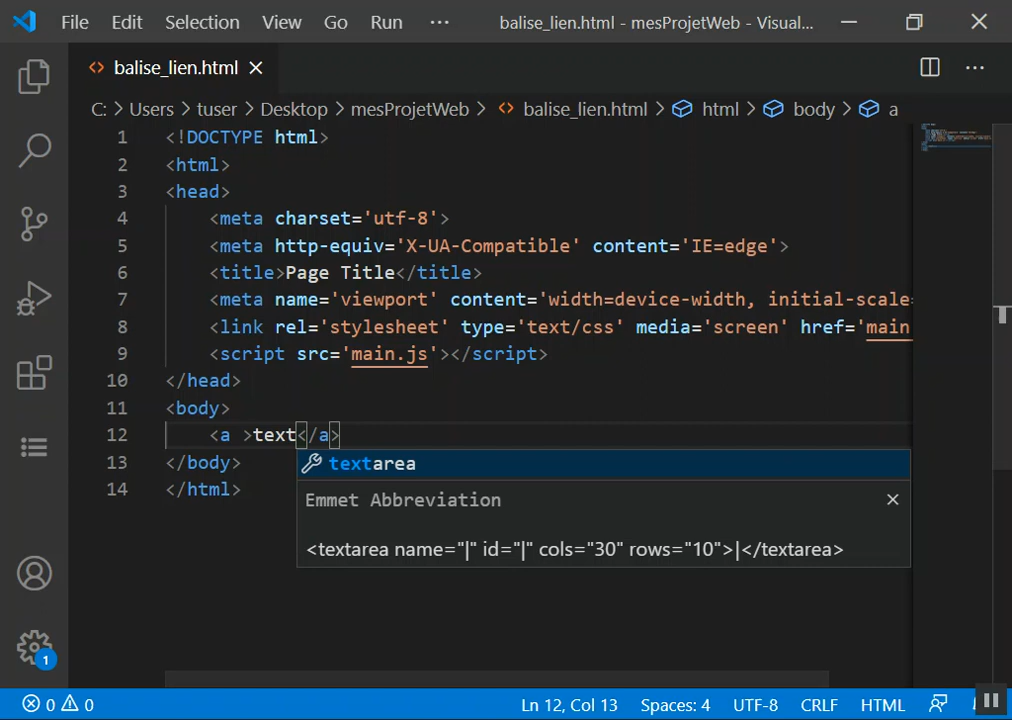 File Edit Selection View Go Run ··· balise_lien.html - mesProjetWeb - Visual...
balise_lien.html
C: > Users > tuser > Desktop > mesProjetWeb > balise_lien.html > html > body > a
1 <!DOCTYPE html>
2 <html>
3 <head>
4 <meta charset='utf-8'>
5 <meta http-equiv='X-UA-Compatible' content='IE=edge'>
6 <title>Page Title</title>
7 <meta name='viewport' content='width=device-width, initial-scale=
8 <link rel='stylesheet' type='text/css' media='screen' href='main
9 <script src='main.js'></script>
10 </head>
11 <body>
12 <a >text</a>
13 </body>
14 </html>
textarea
Emmet Abbreviation
<textarea name="|" id="|" cols="30" rows="10">|</textarea>
1
0 0 Ln 12, Col 13 Spaces: 4 UTF-8 CRLF HTML